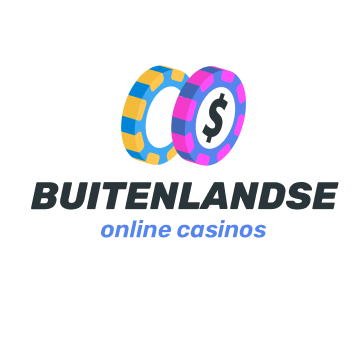 $
BUITENLANDSE
online casinos